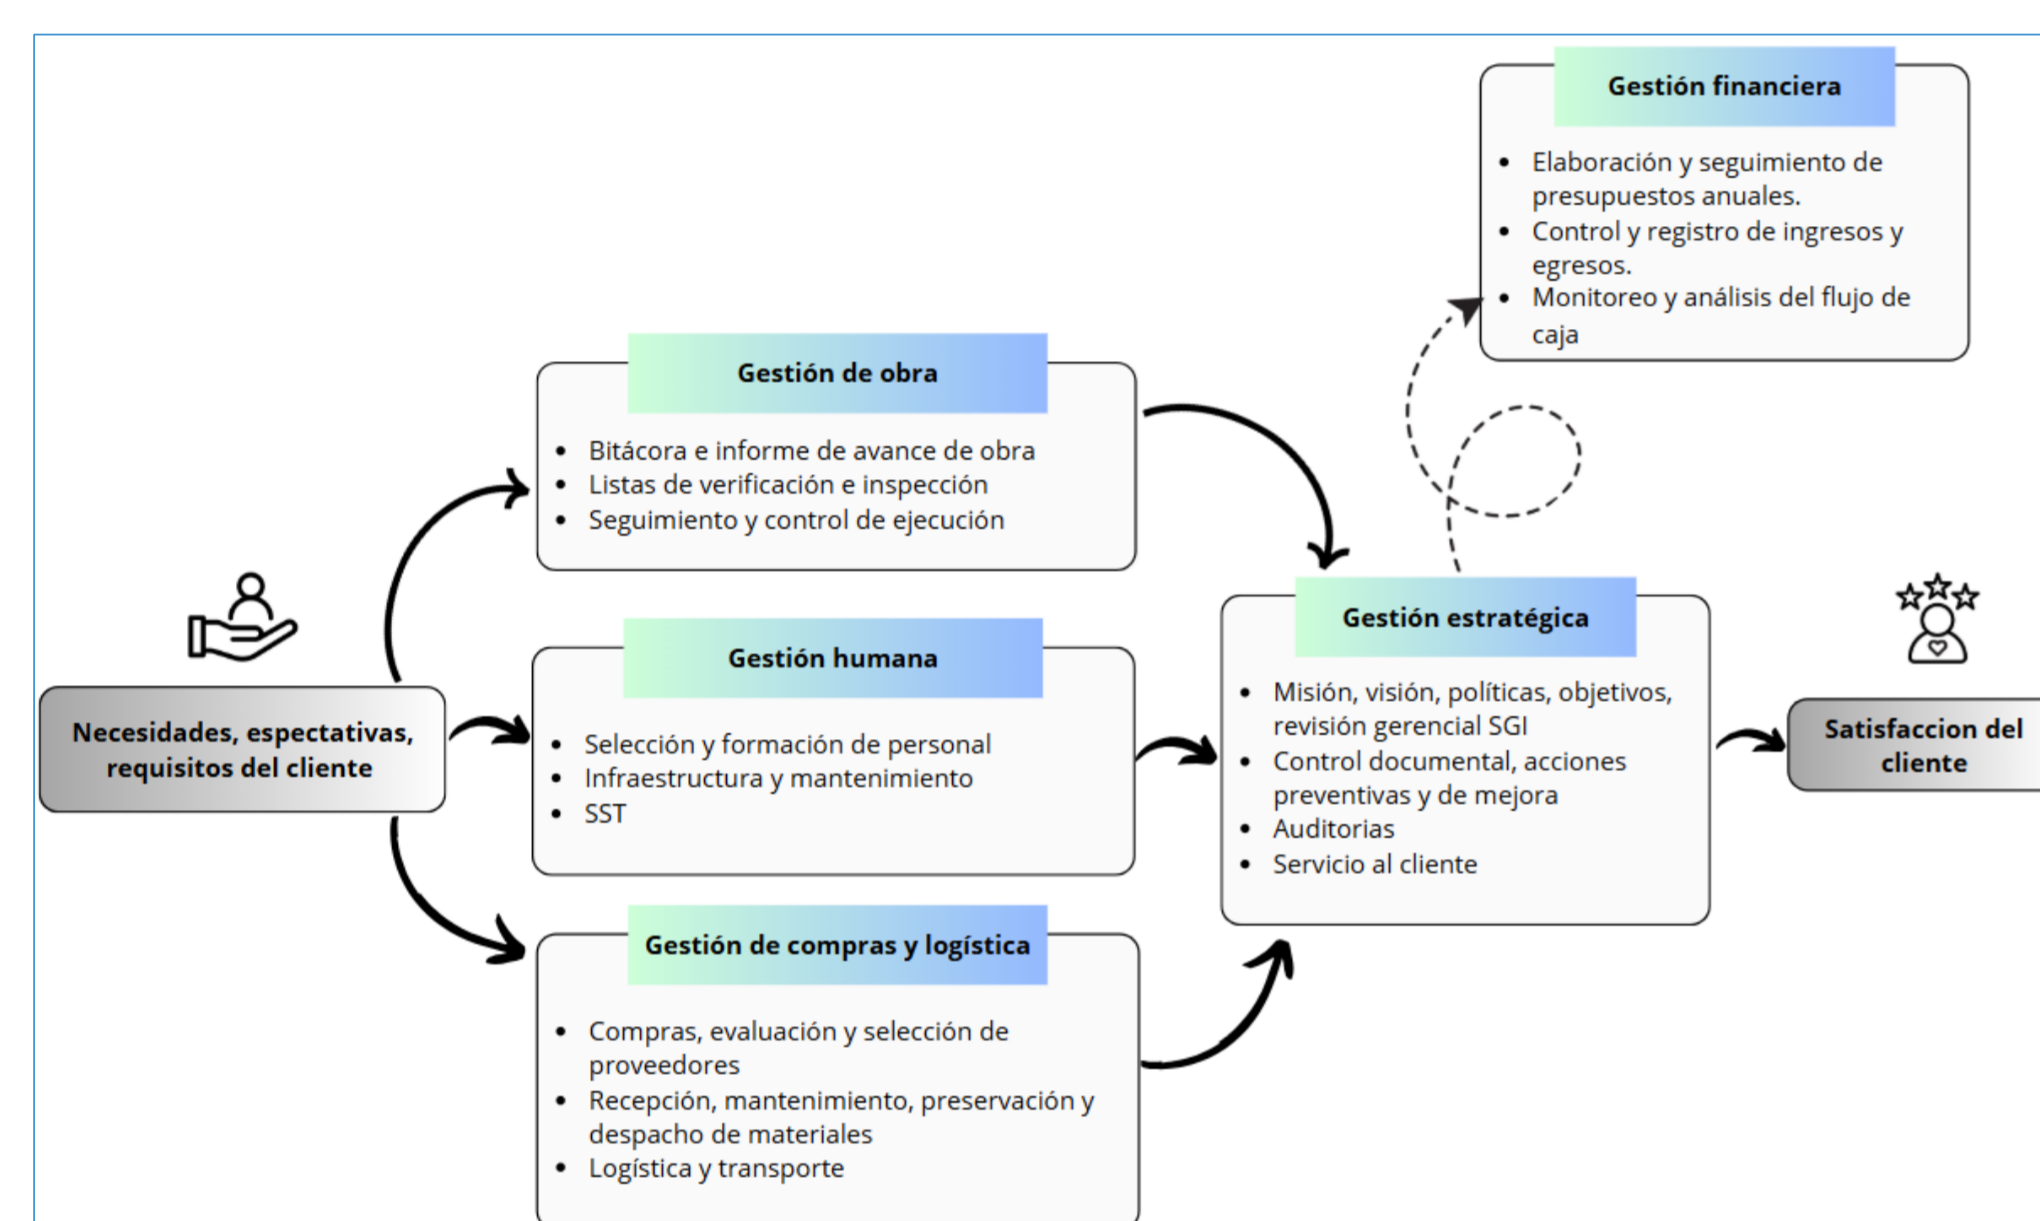 Gestión financiera
Elaboración y seguimiento de
presupuestos anuales.
Control y registro de ingresos y
egresos.
Monitoreo y análisis del flujo de
caja
Gestión de obra
Bitácora e informe de avance de obra
Listas de verificación e inspección
Seguimiento y control de ejecución
Necesidades, espectativas,
requisitos del cliente
Gestión humana
Selección y formación de personal
Infraestructura y mantenimiento
SST
Gestión estratégica
Misión, visión, políticas, objetivos,
revisión gerencial SGI
Control documental, acciones
preventivas y de mejora
Auditorias
Servicio al cliente
Satisfaccion del
cliente
Gestión de compras y logística
Compras, evaluación y selección de
proveedores
Recepción, mantenimiento, preservación y
despacho de materiales
Logística y transporte